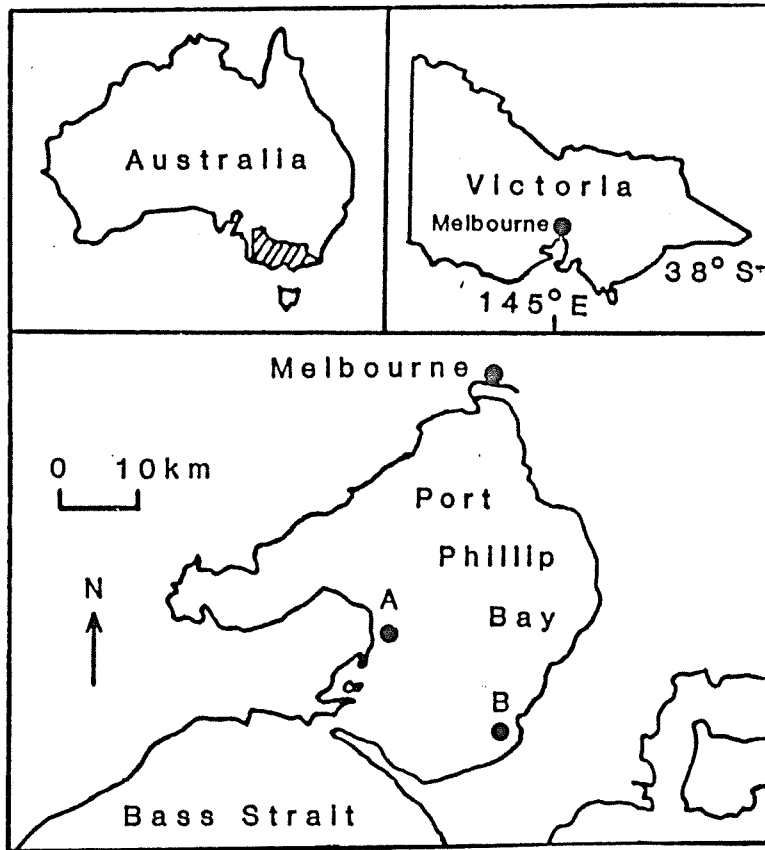 Australia
Victoria
Melbourne
38° S
145° E
Melbourne
0 10km
Port
Phillip
Bay
N
A
B
Bass Strait